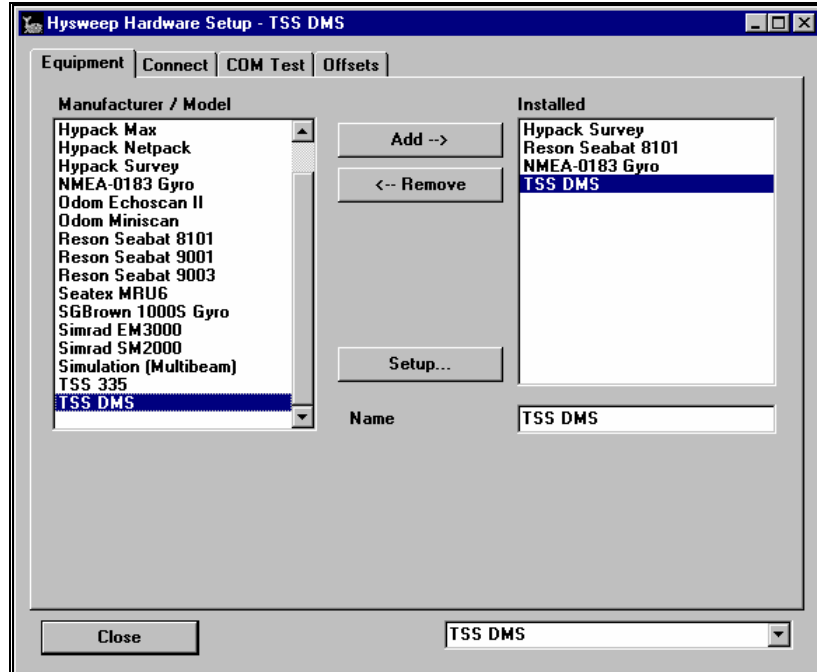 Hysweep Hardware Setup - TSS DMS
Equipment
Connect
COM Test
Offsets
Manufacturer / Model
Hypack Max
Hypack Netpack
Hypack Survey
NMEA-0183 Gyro
Odom Echoscan II
Odom Miniscan
Reson Seabat 8101
Reson Seabat 9001
Reson Seabat 9003
Seatex MRU6
SGBrown 1000S Gyro
Simrad EM3000
Simrad SM2000
Simulation (Multibeam)
TSS 335
TSS DMS
Add -->
<-- Remove
Setup...
Installed
Hypack Survey
Reson Seabat 8101
NMEA-0183 Gyro
TSS DMS
Name
TSS DMS
Close
TSS DMS